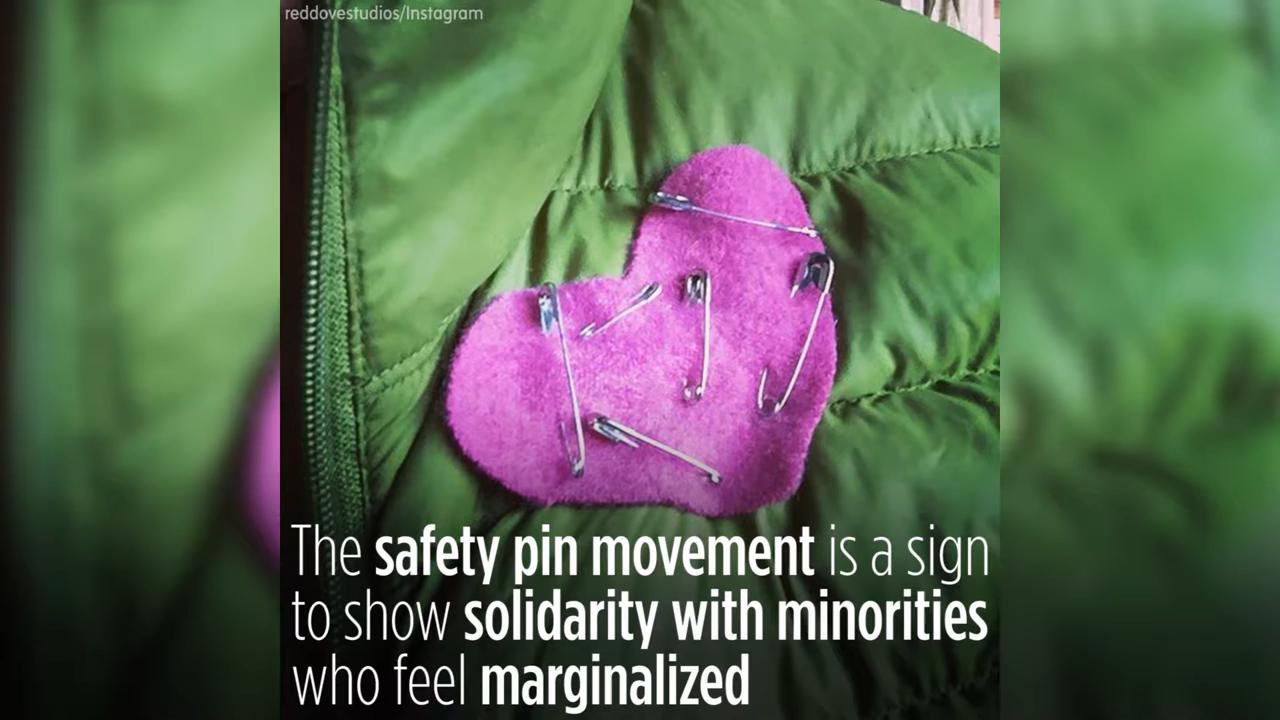 reddovestudios/Instagram
The safety pin movement is a sign
to show solidarity with minorities
who feel marginalized